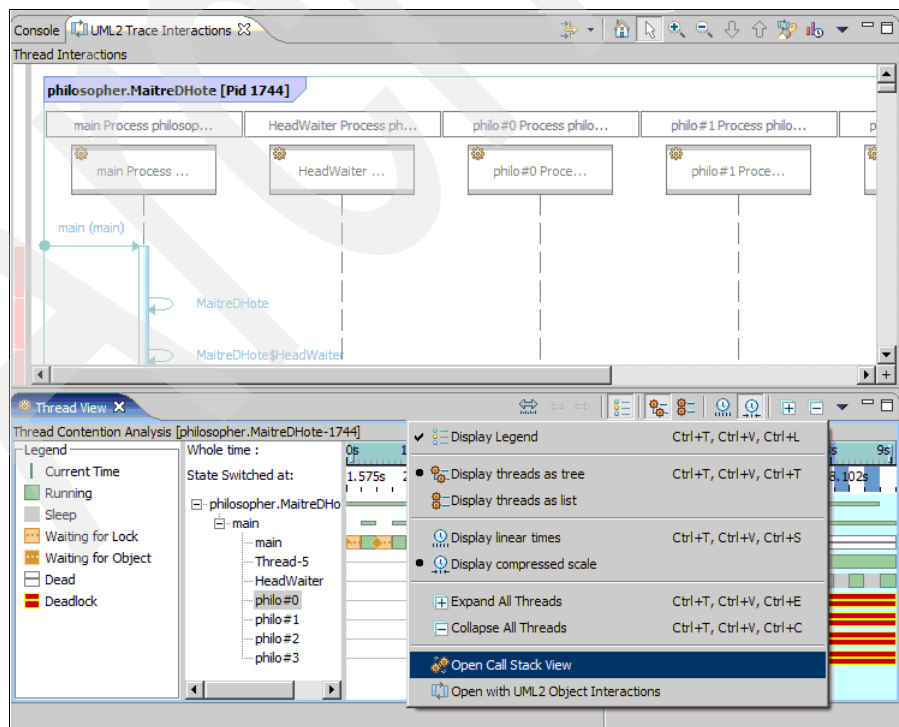 Console UML2 Trace Interactions
Thread Interactions
philosopher.MaitreDHote [Pid 1744]
main Process philosop... HeadWaiter Process ph... philo#0 Process philo... philo#1 Process philo... p
main Process ... HeadWaiter ... philo#0 Proce... philo#1 Proce...
main (main)
MaitreDHote
MaitreDHote$HeadWaiter
Thread View
Thread Contention Analysis [philosopher.MaitreDHote-1744]
Legend
Current Time
Running
Sleep
Waiting for Lock
Waiting for Object
Dead
Deadlock
Whole time :
State Switched at:
0s 1
1.575s 2
s 9s
8.102s
philosopher.MaitreDHo
main
main
Thread-5
HeadWaiter
philo#0
philo#1
philo#2
philo#3
Display Legend Ctrl+T, Ctrl+V, Ctrl+L
Display threads as tree Ctrl+T, Ctrl+V, Ctrl+T
Display threads as list
Display linear times Ctrl+T, Ctrl+V, Ctrl+S
Display compressed scale
Expand All Threads Ctrl+T, Ctrl+V, Ctrl+E
Collapse All Threads Ctrl+T, Ctrl+V, Ctrl+C
Open Call Stack View
Open with UML2 Object Interactions